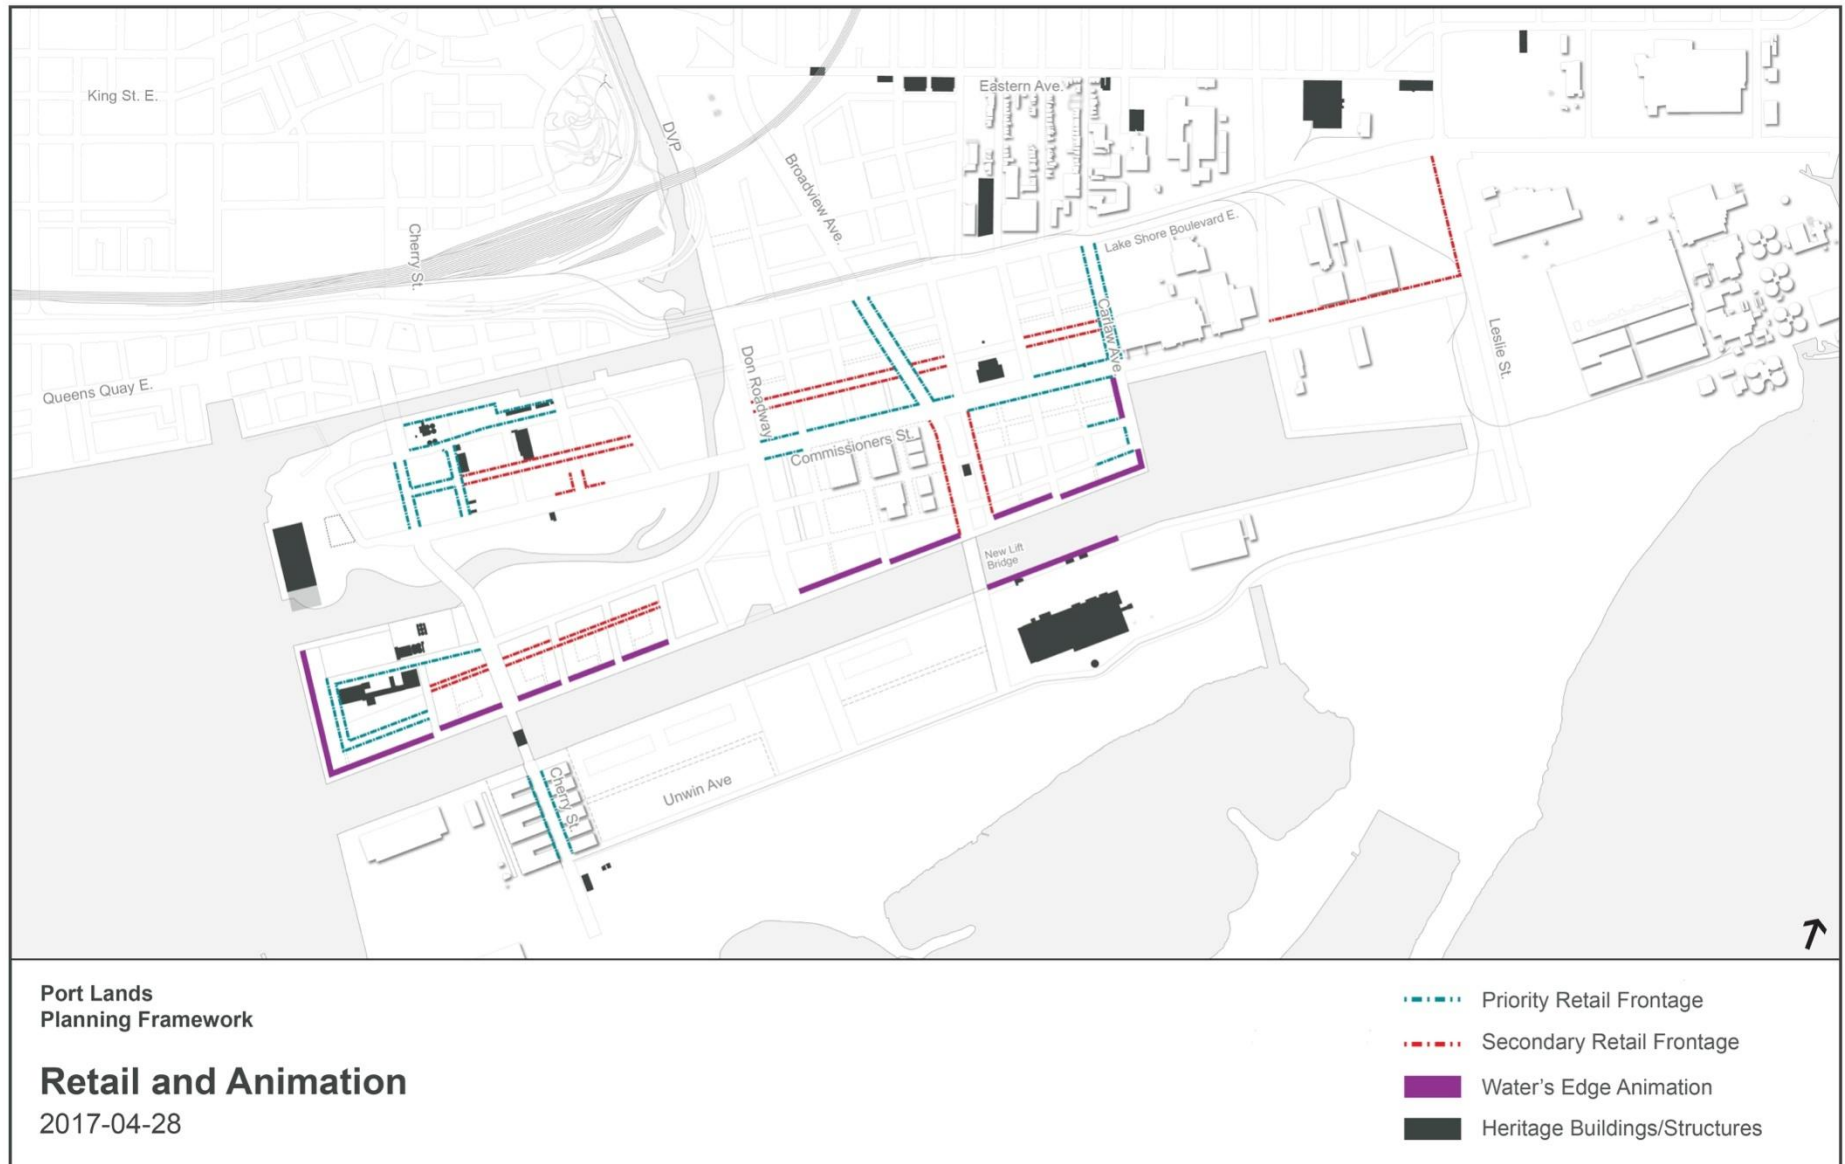 King St. E.
Eastern Ave.
DVP
Broadview Ave.
Cherry St.
Lake Shore Boulevard E.
Carlaw Ave.
Leslie St.
Queens Quay E.
Don Roadway
Commissioners St.
New Lift
Bridge
Cherry St.
Unwin Ave
Port Lands
Planning Framework
Retail and Animation
2017-04-28
Priority Retail Frontage
Secondary Retail Frontage
Water's Edge Animation
Heritage Buildings/Structures